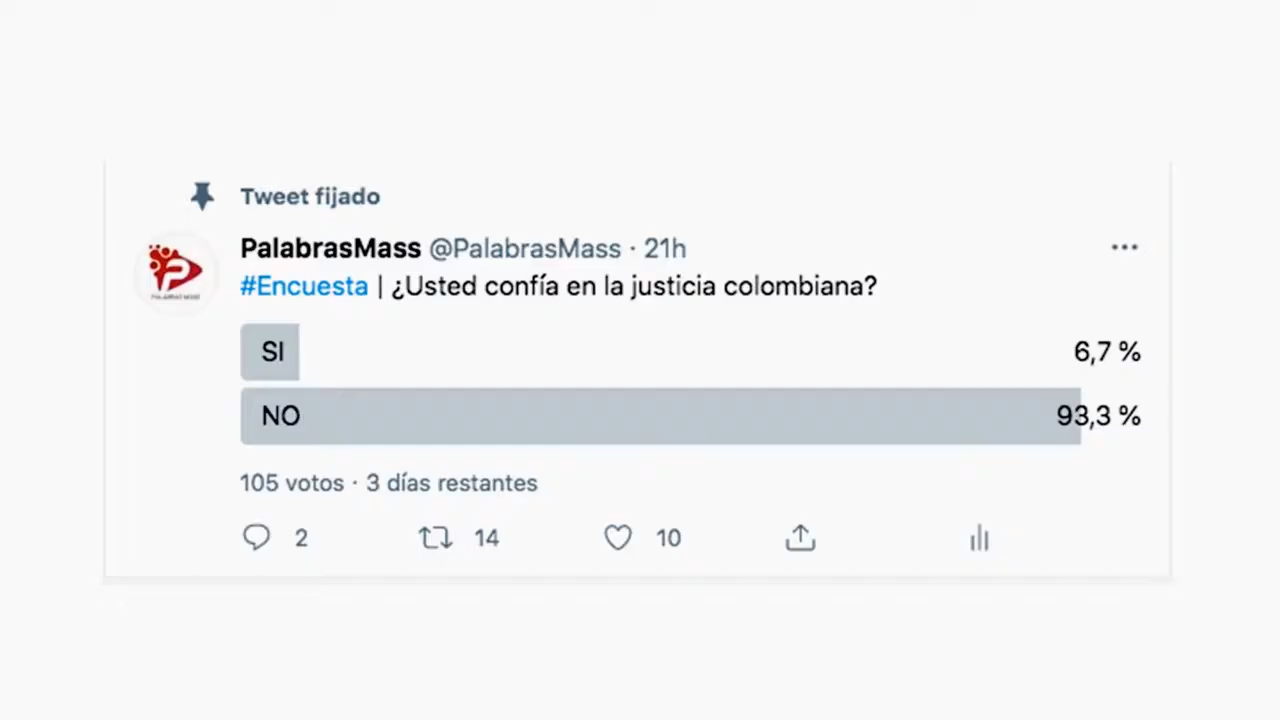 Tweet fijado
PalabrasMass @PalabrasMass · 21h
#Encuesta | ¿Usted confía en la justicia colombiana?
SI 6,7 %
NO 93,3 %
105 votos · 3 días restantes
2 14 10